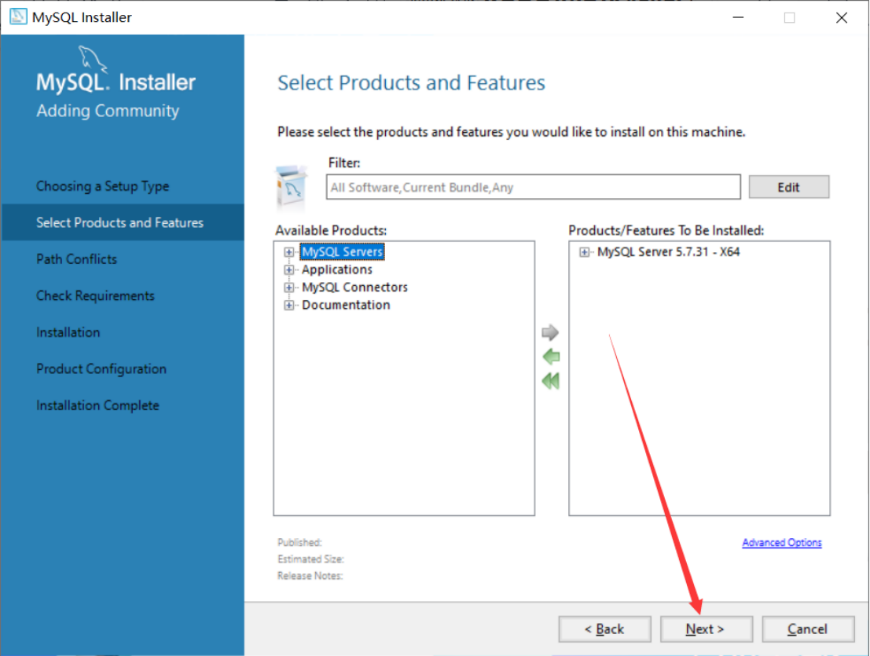 MySQL Installer
MySQL. Installer
Adding Community
Choosing a Setup Type
Select Products and Features
Path Conflicts
Check Requirements
Installation
Product Configuration
Installation Complete
Select Products and Features
Please select the products and features you would like to install on this machine.
Filter:
All Software,Current Bundle,Any
Edit
Available Products:
MySQL Servers
Applications
MySQL Connectors
Documentation
Products/Features To Be Installed:
MySQL Server 5.7.31 - X64
Published:
Estimated Size:
Release Notes:
Advanced Options
< Back
Next >
Cancel